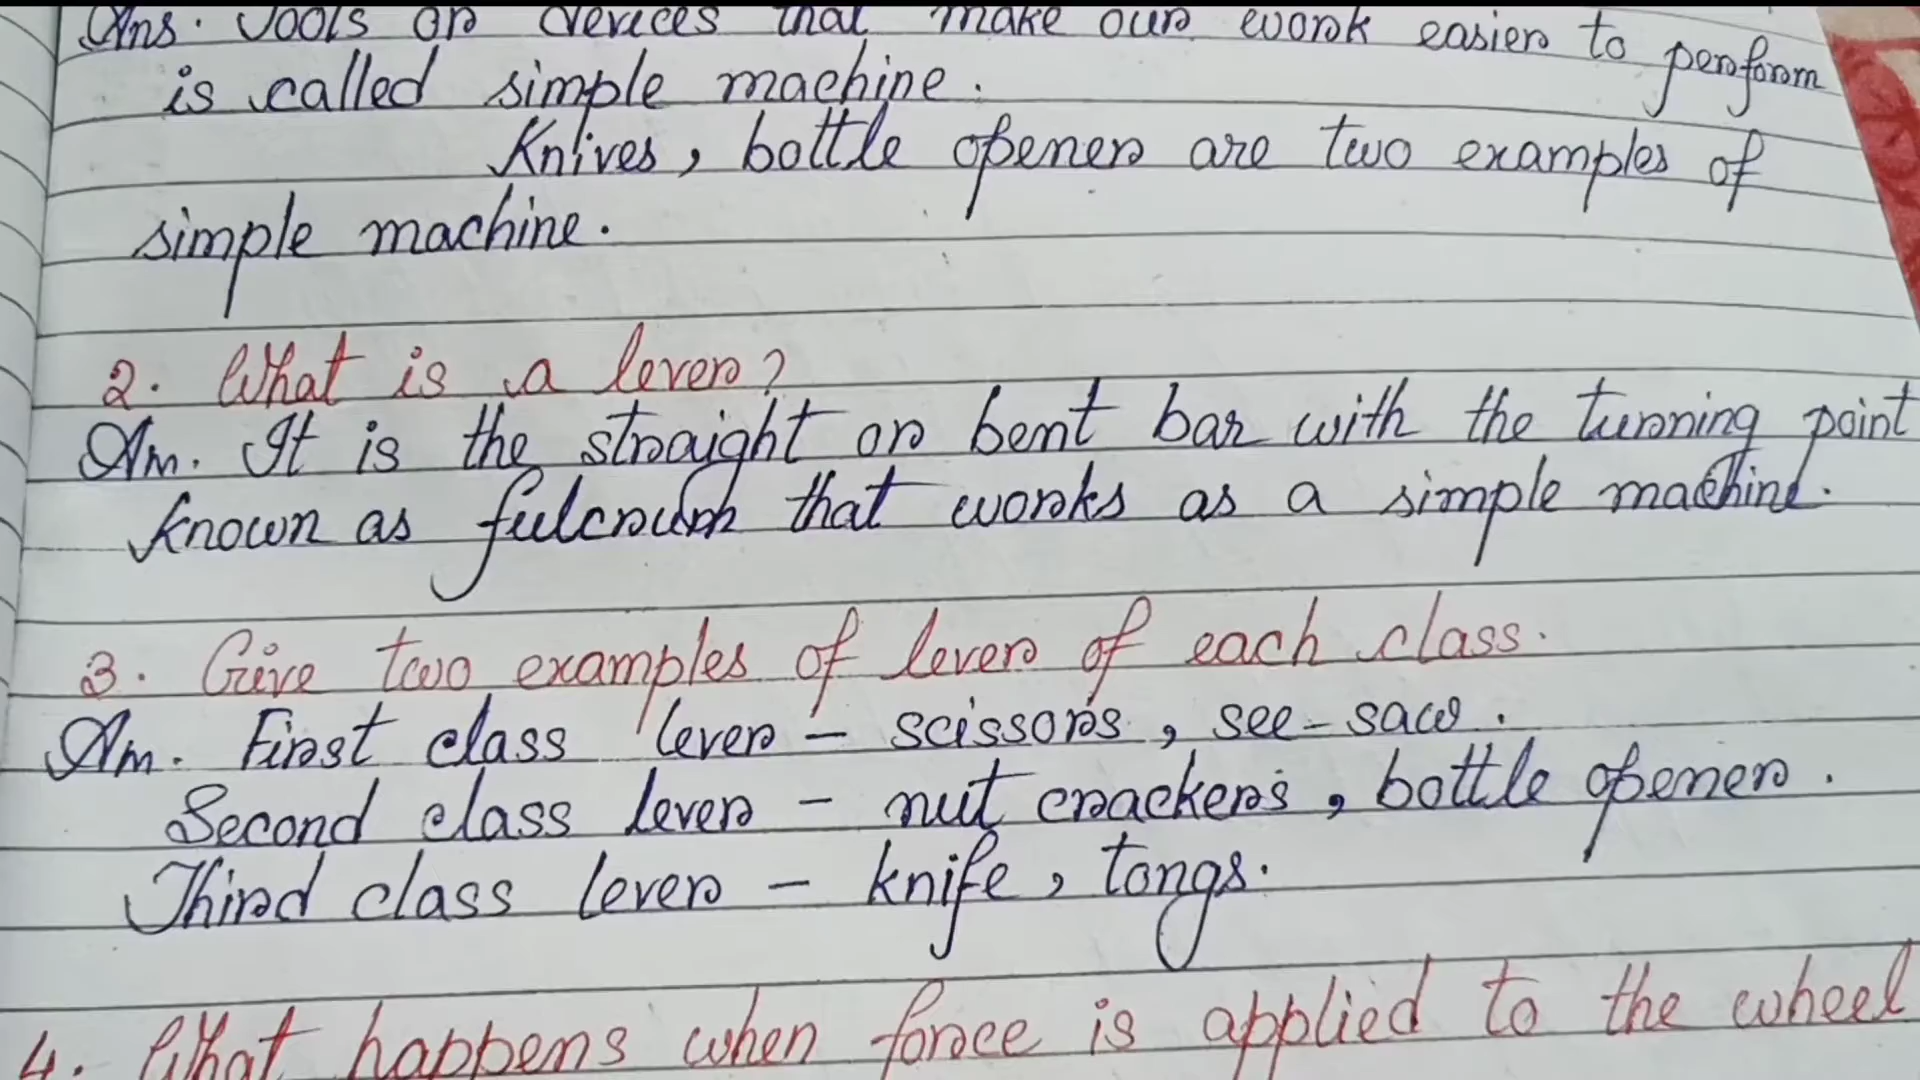 Ans. Tools or devices that make our work easier to perform
is called simple machine.
Knives, bottle opener are two examples of
simple machine.
2. What is a lever?
Ans. It is the straight or bent bar with the turning point
known as fulcrum that works as a simple machine.
3. Give two examples of lever of each class.
Ans. First class lever - scissors, see-saw.
Second class lever - nut crackers, bottle opener.
Third class lever - knife, tongs.
4. What happens when force is applied to the wheel